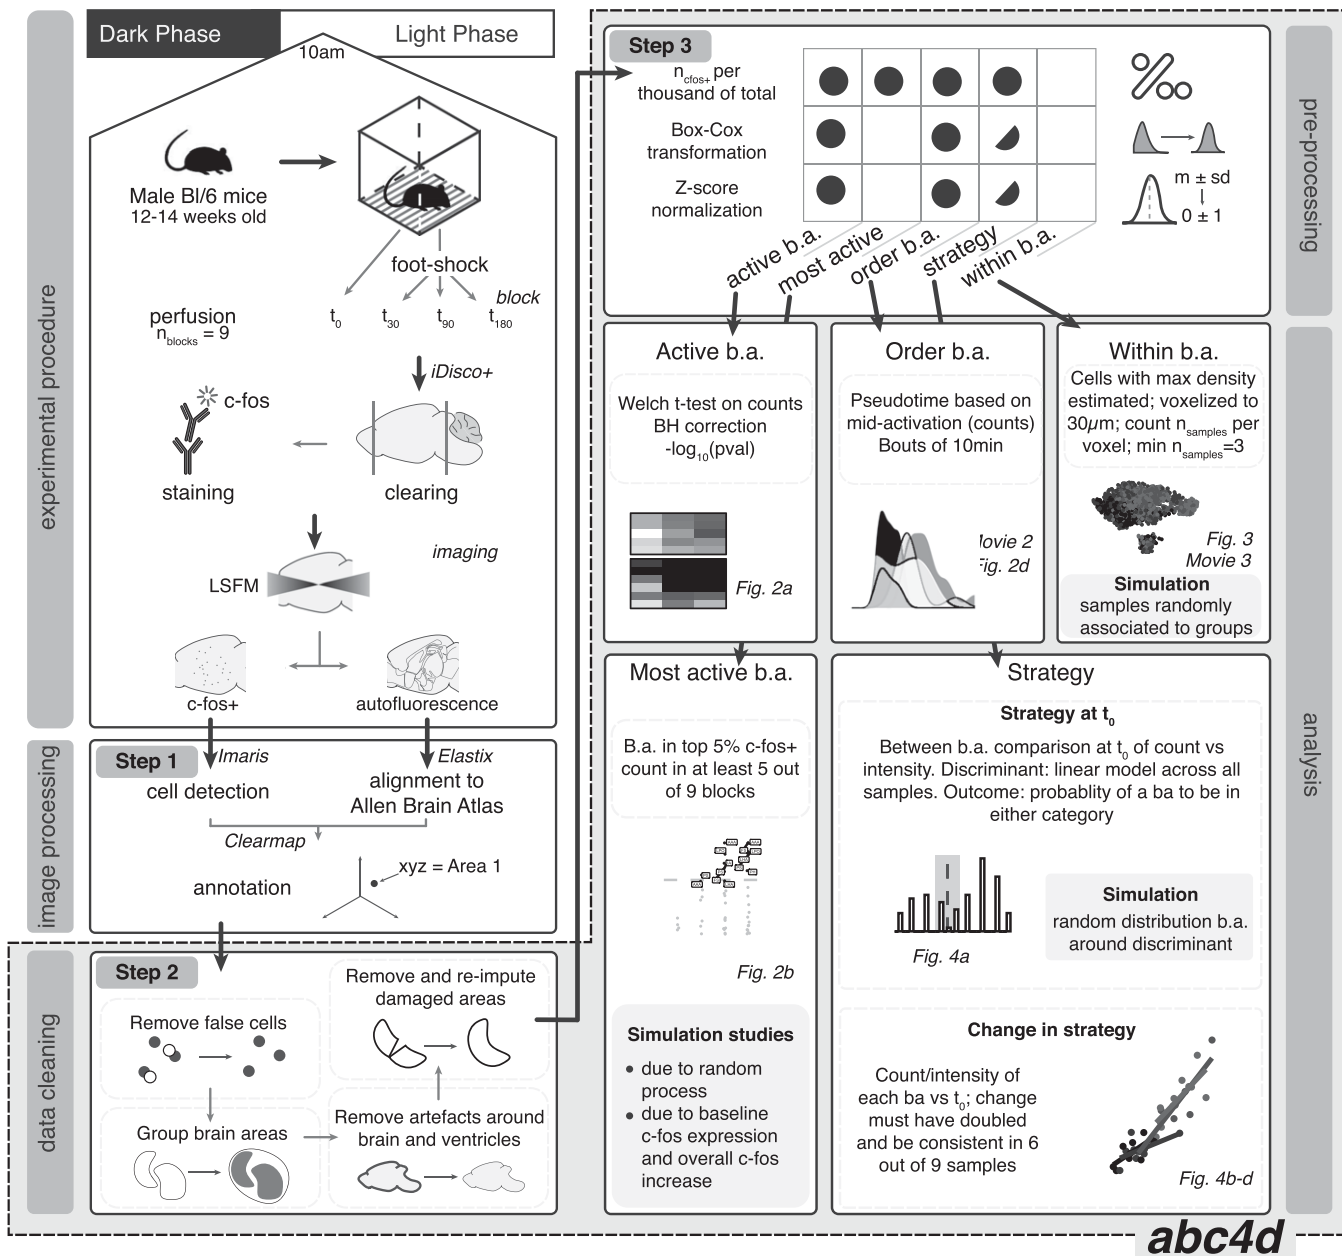 Dark Phase
Light Phase
10am
Male Bl/6 mice
12-14 weeks old
foot-shock
block
t0
t30
t90
t180
perfusion
nblocks = 9
iDisco+
c-fos
staining
clearing
imaging
LSFM
c-fos+
autofluorescence
experimental procedure
Step 1
Imaris
cell detection
Elastix
alignment to
Allen Brain Atlas
Clearmap
annotation
xyz = Area 1
image processing
Step 2
Remove false cells
Group brain areas
Remove and re-impute
damaged areas
Remove artefacts around
brain and ventricles
data cleaning
Step 3
ncfos+ per
thousand of total
Box-Cox
transformation
Z-score
normalization
active b.a.
most active
order b.a.
strategy
within b.a.
m ± sd
0 ± 1
pre-processing
Active b.a.
Welch t-test on counts
BH correction
-log10(pval)
Fig. 2a
Order b.a.
Pseudotime based on
mid-activation (counts)
Bouts of 10min
ovie 2
ig. 2d
Within b.a.
Cells with max density
estimated; voxelized to
30µm; count nsamples per
voxel; min nsamples=3
Fig. 3
Movie 3
Simulation
samples randomly
associated to groups
Most active b.a.
B.a. in top 5% c-fos+
count in at least 5 out
of 9 blocks
Fig. 2b
Simulation studies
• due to random
process
• due to baseline
c-fos expression
and overall c-fos
increase
Strategy
Strategy at t0
Between b.a. comparison at t0 of count vs
intensity. Discriminant: linear model across all
samples. Outcome: probablity of a ba to be in
either category
Fig. 4a
Simulation
random distribution b.a.
around discriminant
Change in strategy
Count/intensity of
each ba vs t0; change
must have doubled
and be consistent in 6
out of 9 samples
Fig. 4b-d
analysis
abc4d